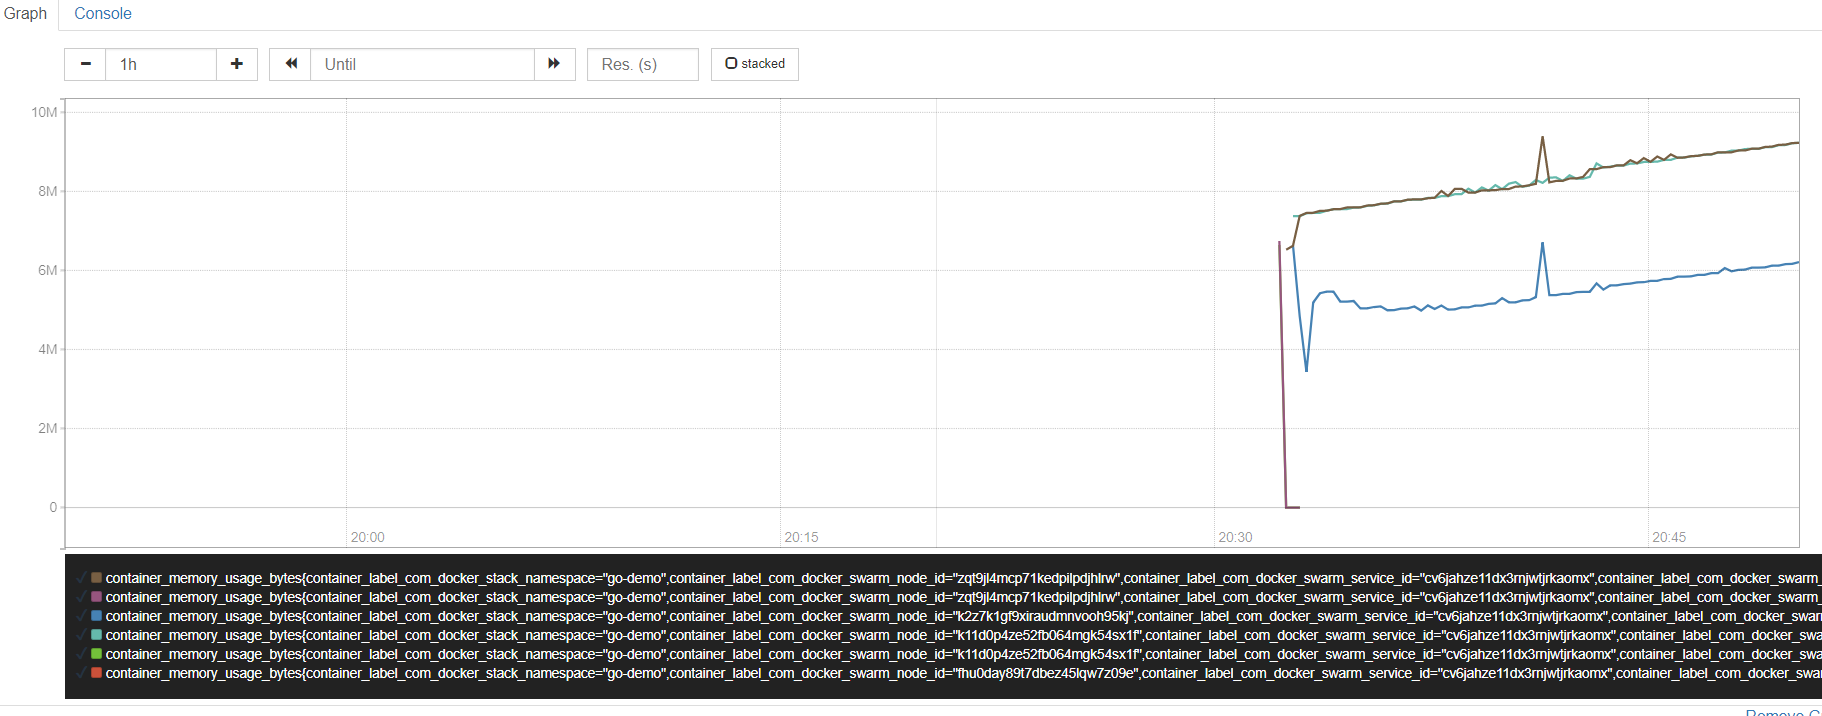 Graph Console
1h Until Res. (s) stacked
10M
8M
6M
4M
2M
0
20:00 20:15 20:30 20:45
container_memory_usage_bytes{container_label_com_docker_stack_namespace="go-demo",container_label_com_docker_swarm_node_id="zqt9jl4mcp71kedpilpdjhlrw",container_label_com_docker_swarm_service_id="cv6jahze11dx3rnjwtjrkaomx",container_label_com_docker_swarm_
container_memory_usage_bytes{container_label_com_docker_stack_namespace="go-demo",container_label_com_docker_swarm_node_id="zqt9jl4mcp71kedpilpdjhlrw",container_label_com_docker_swarm_service_id="cv6jahze11dx3rnjwtjrkaomx",container_label_com_docker_swarm_
container_memory_usage_bytes{container_label_com_docker_stack_namespace="go-demo",container_label_com_docker_swarm_node_id="k2z7k1gf9xiraudmnvooh95kj",container_label_com_docker_swarm_service_id="cv6jahze11dx3rnjwtjrkaomx",container_label_com_docker_swarm_
container_memory_usage_bytes{container_label_com_docker_stack_namespace="go-demo",container_label_com_docker_swarm_node_id="k11d0p4ze52fb064mgk54sx1f",container_label_com_docker_swarm_service_id="cv6jahze11dx3rnjwtjrkaomx",container_label_com_docker_swa
container_memory_usage_bytes{container_label_com_docker_stack_namespace="go-demo",container_label_com_docker_swarm_node_id="k11d0p4ze52fb064mgk54sx1f",container_label_com_docker_swarm_service_id="cv6jahze11dx3rnjwtjrkaomx",container_label_com_docker_swa
container_memory_usage_bytes{container_label_com_docker_stack_namespace="go-demo",container_label_com_docker_swarm_node_id="fhu0day89t7dbez45lqw7z09e",container_label_com_docker_swarm_service_id="cv6jahze11dx3rnjwtjrkaomx",container_label_com_docker_swar